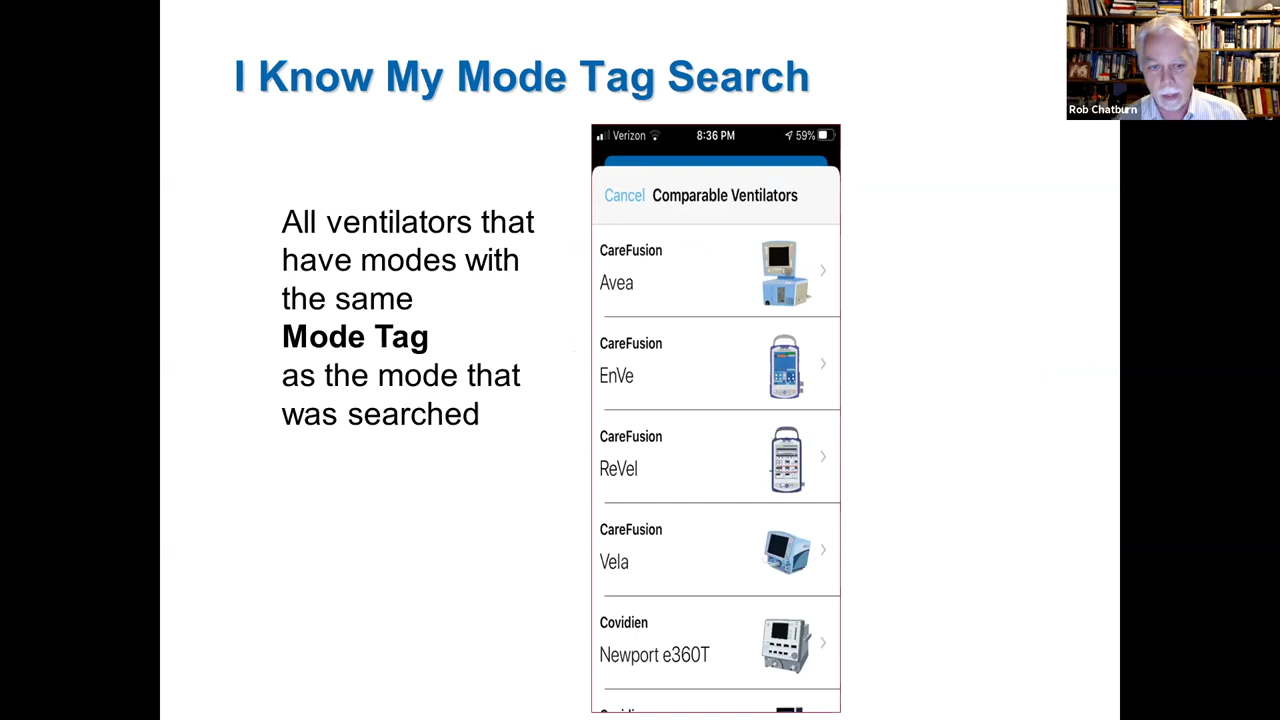 I Know My Mode Tag Search
Rob Chatburn
All ventilators that
have modes with
the same
Mode Tag
as the mode that
was searched
Verizon 8:36 PM 59%
Cancel Comparable Ventilators
CareFusion
Avea
CareFusion
EnVe
CareFusion
ReVel
CareFusion
Vela
Covidien
Newport e360T